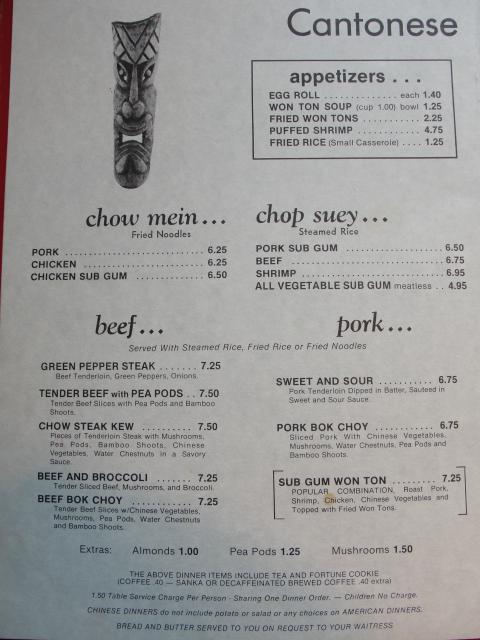 Cantonese
appetizers . . .
EGG ROLL . . . . . . . . . . . . . . each 1.40
WON TON SOUP (cup 1.00) bowl 1.25
FRIED WON TONS . . . . . . . . . . 2.25
PUFFED SHRIMP . . . . . . . . . . . 4.75
FRIED RICE (Small Casserole) . . . . 1.25
chow mein . . .
Fried Noodles
PORK . . . . . . . . . . . . . . . . . . . . 6.25
CHICKEN . . . . . . . . . . . . . . . . . 6.25
CHICKEN SUB GUM . . . . . . . . . . 6.50
chop suey . . .
Steamed Rice
PORK SUB GUM . . . . . . . . . . . . . . . . . . 6.50
BEEF . . . . . . . . . . . . . . . . . . . . . . . . . . 6.75
SHRIMP . . . . . . . . . . . . . . . . . . . . . . . . 6.95
ALL VEGETABLE SUB GUM meatless . . 4.95
beef . . .
pork . . .
Served With Steamed Rice, Fried Rice or Fried Noodles
GREEN PEPPER STEAK . . . . . . . 7.25
Beef Tenderloin, Green Peppers, Onions.
TENDER BEEF with PEA PODS . . 7.50
Tender Beef Slices with Pea Pods and Bamboo
Shoots.
CHOW STEAK KEW . . . . . . . . . . 7.50
Pieces of Tenderloin Steak with Mushrooms,
Pea Pods, Bamboo Shoots, Chinese
Vegetables, Water Chestnuts in a Savory
Sauce.
BEEF AND BROCCOLI . . . . . . . 7.25
Tender Sliced Beef, Mushrooms, and Broccoli.
BEEF BOK CHOY . . . . . . . . . . . 7.25
Tender Beef Slices w/Chinese Vegetables,
Mushrooms, Pea Pods, Water Chestnuts
and Bamboo Shoots.
SWEET AND SOUR . . . . . . . . . . . 6.75
Pork Tenderloin Dipped in Batter, Sauteed in
Sweet and Sour Sauce.
PORK BOK CHOY . . . . . . . . . . . . 6.75
Sliced Pork With Chinese Vegetables,
Mushrooms, Water Chestnuts, Pea Pods and
Bamboo Shoots.
SUB GUM WON TON . . . . . . . . . 7.25
POPULAR COMBINATION, Roast Pork,
Shrimp, Chicken, Chinese Vegetables and
Topped with Fried Won Tons.
Extras: Almonds 1.00 Pea Pods 1.25 Mushrooms 1.50
THE ABOVE DINNER ITEMS INCLUDE TEA AND FORTUNE COOKIE
(COFFEE .40 — SANKA OR DECAFFEINATED BREWED COFFEE .40 extra)
1.50 Table Service Charge Per Person - Sharing One Dinner Order. — Children No Charge.
CHINESE DINNERS do not include potato or salad or any choices on AMERICAN DINNERS.
BREAD AND BUTTER SERVED TO YOU ON REQUEST TO YOUR WAITRESS